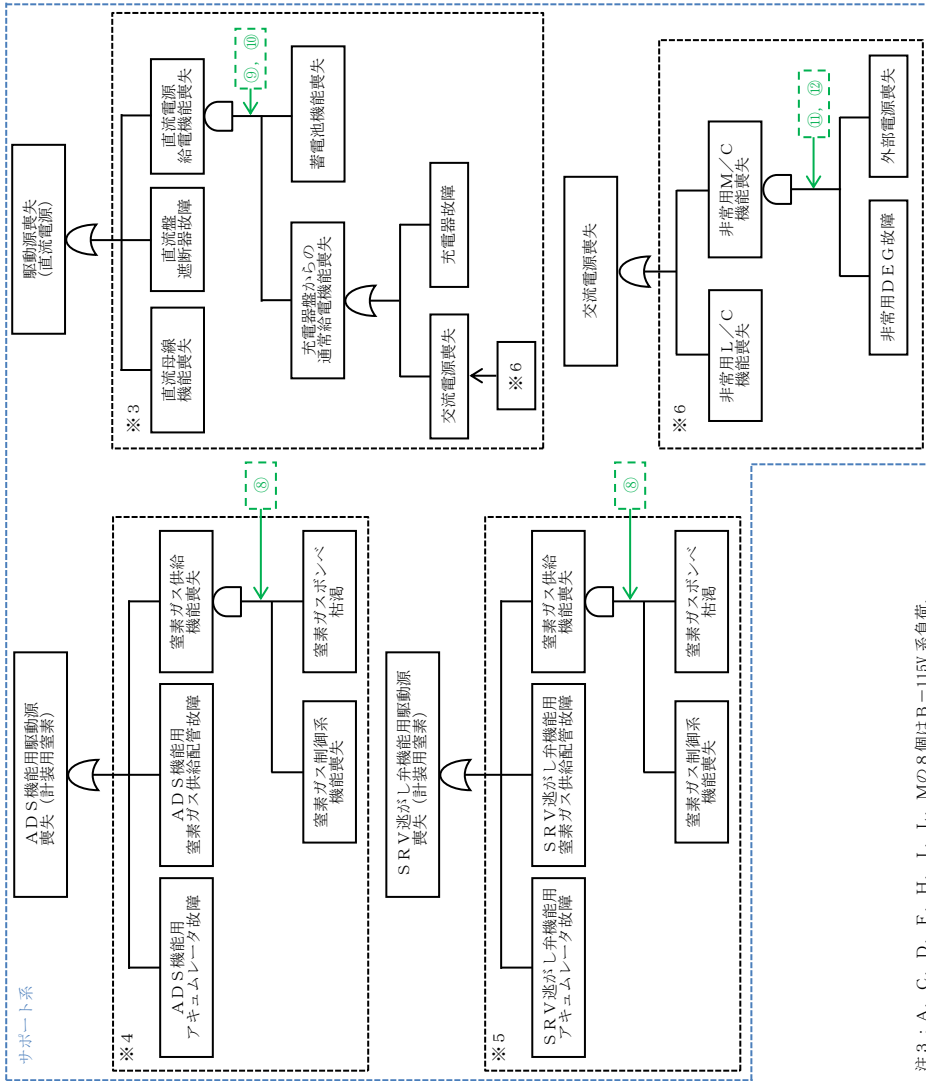 サポート系
ADS機能用駆動源
喪失（計装用窒素）
※4
ADS機能用
アキュムレータ故障
ADS機能用
窒素ガス供給配管故障
窒素ガス供給
機能喪失
⑧
窒素ガス制御系
機能喪失
窒素ガスボンベ
枯渇
SRV逃がし弁機能用駆動源
喪失（計装用窒素）
※5
SRV逃がし弁機能用
アキュムレータ故障
SRV逃がし弁機能用
窒素ガス供給配管故障
窒素ガス供給
機能喪失
⑧
窒素ガス制御系
機能喪失
窒素ガスボンベ
枯渇
駆動源喪失
（直流電源）
※3
直流母線
機能喪失
直流盤
遮断器故障
直流電源
給電機能喪失
⑨，⑩
充電器盤からの
通常給電機能喪失
蓄電池機能喪失
交流電源喪失
充電器故障
※6
交流電源喪失
※6
非常用L／C
機能喪失
非常用M／C
機能喪失
⑪，⑫
非常用DEG故障
外部電源喪失
注3：A，C，D，E，H，J，L，Mの8個はB－115V系負荷。